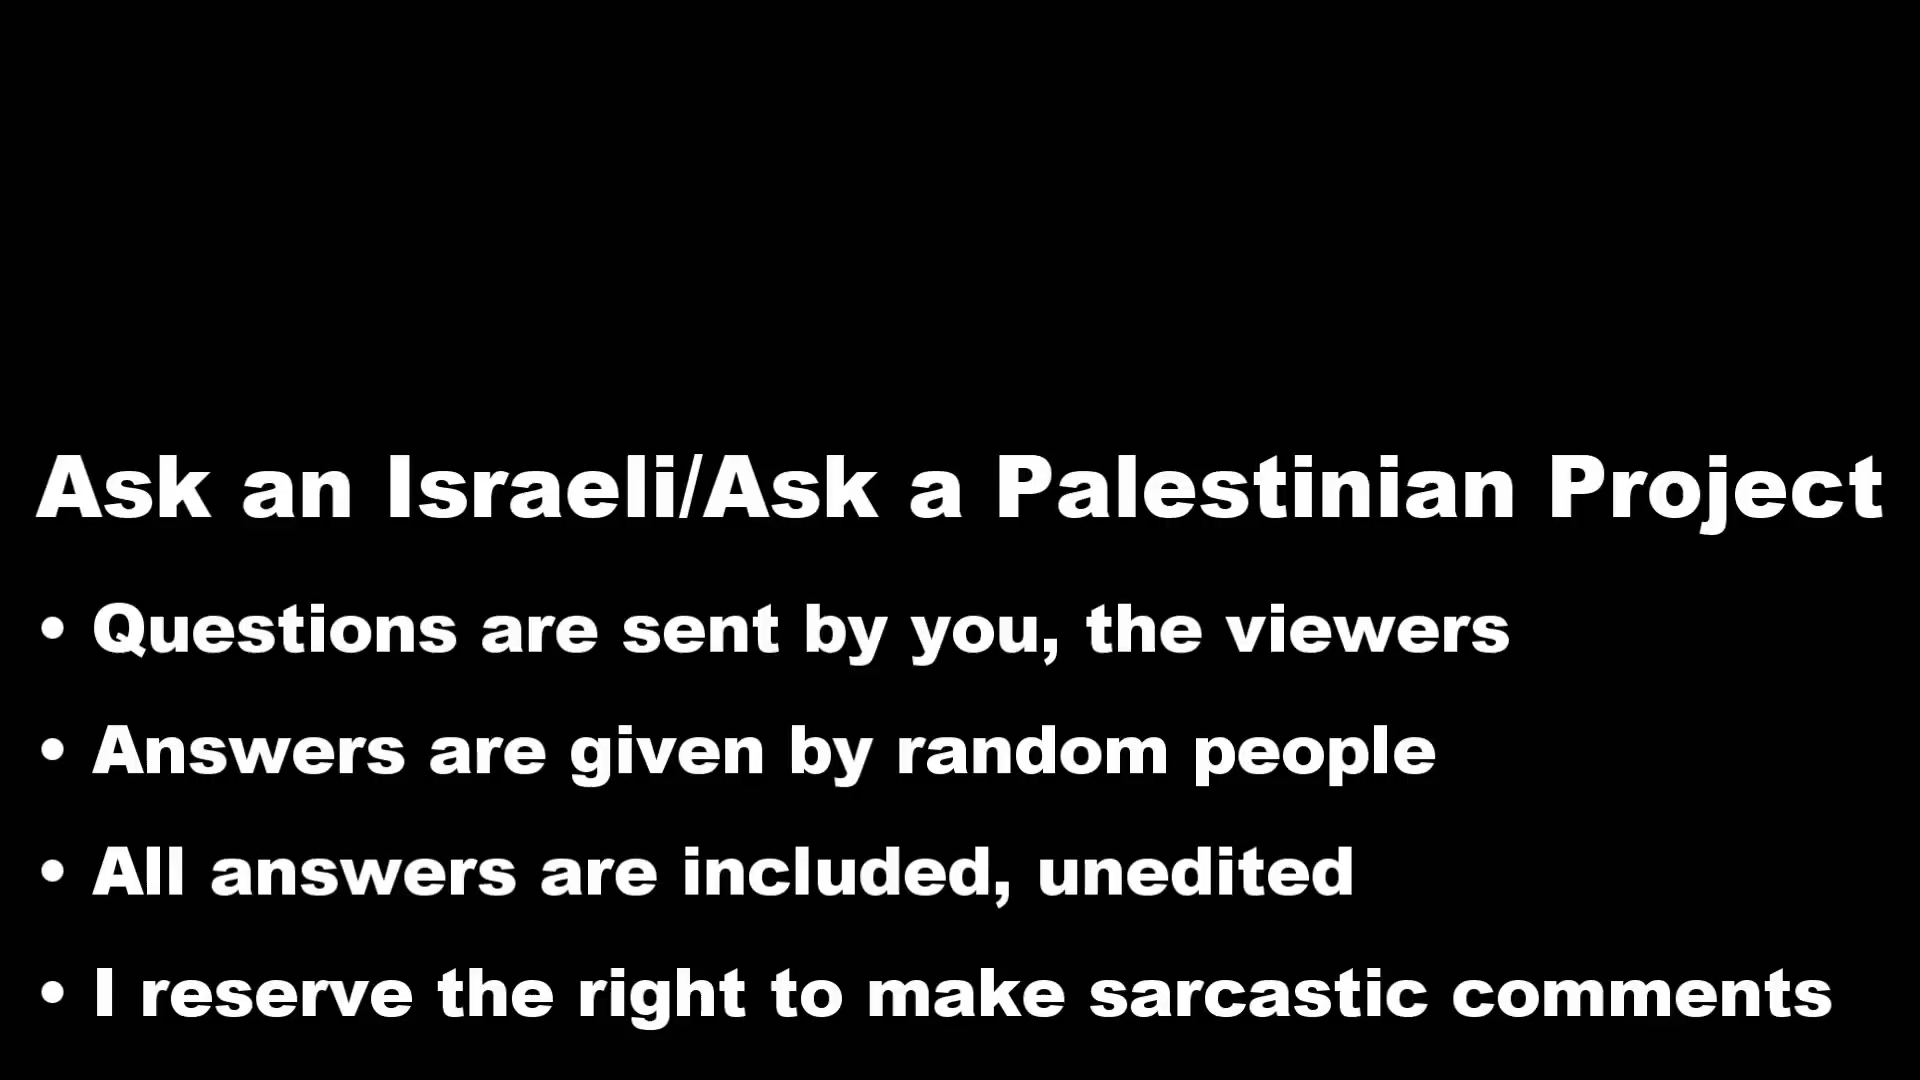 Ask an Israeli/Ask a Palestinian Project
• Questions are sent by you, the viewers
• Answers are given by random people
• All answers are included, unedited
• I reserve the right to make sarcastic comments